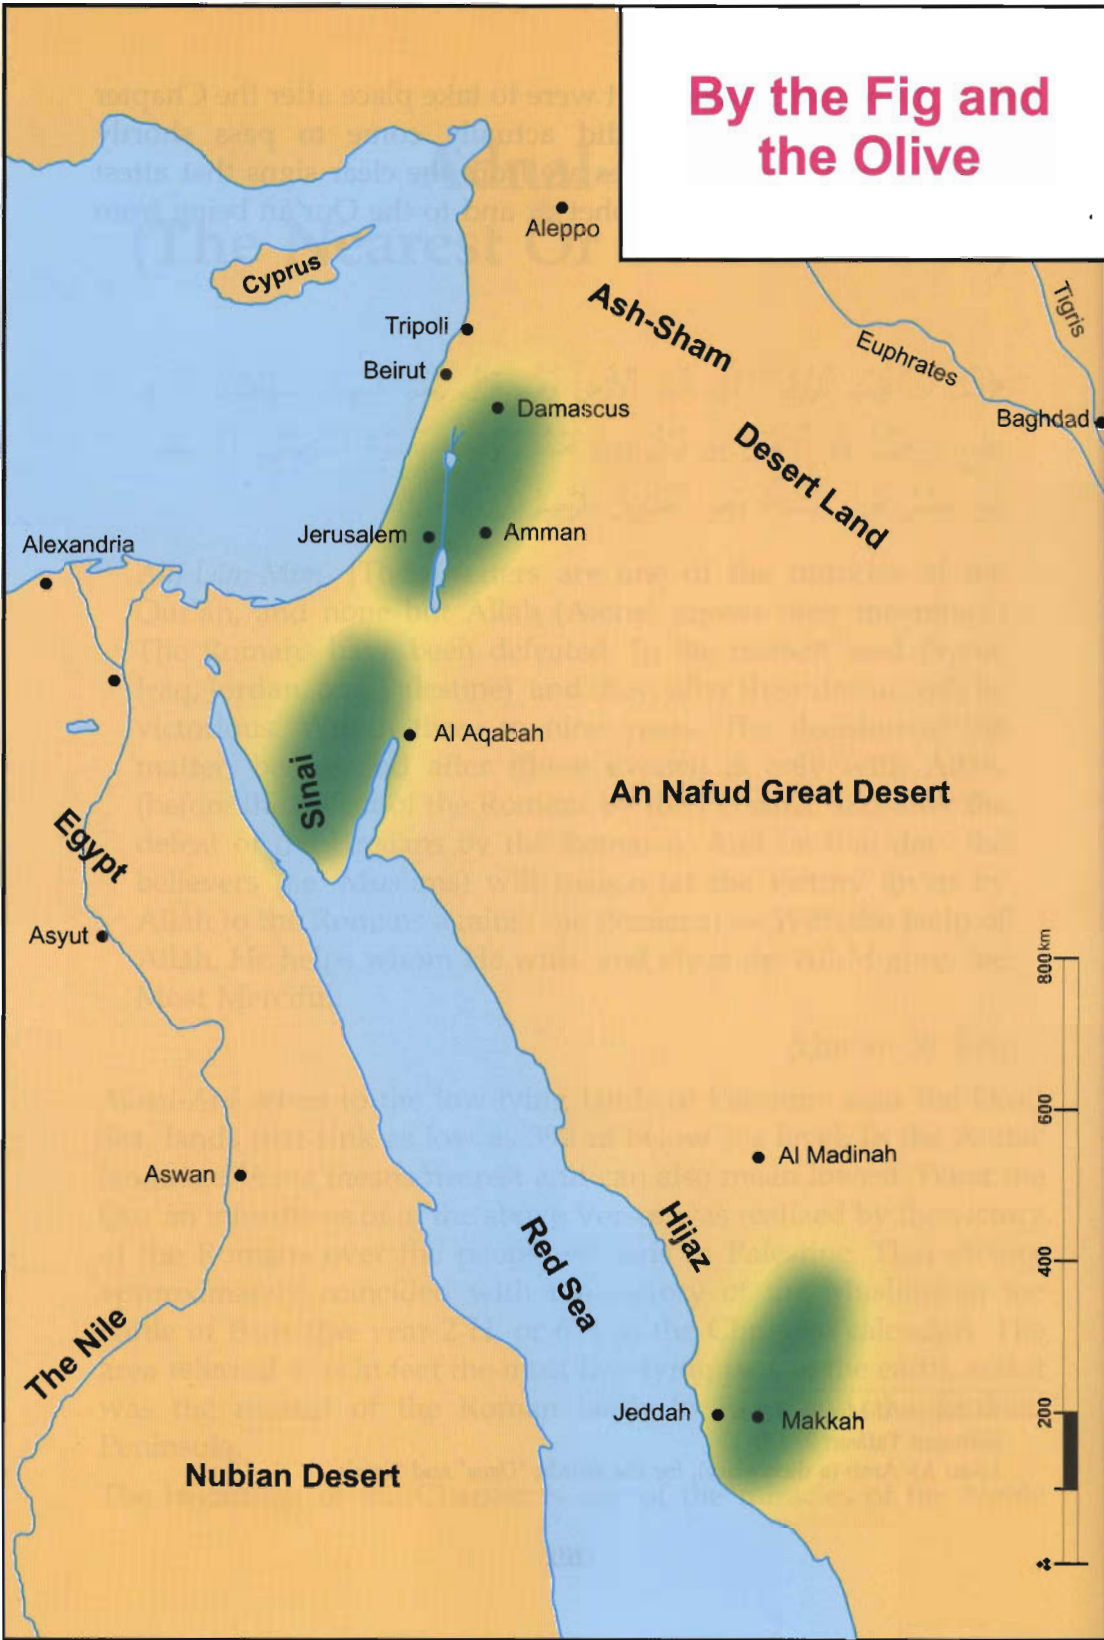 By the Fig and
the Olive
Aleppo
Cyprus
Ash-Sham
Tigris
Tripoli
Euphrates
Beirut
Damascus
Baghdad
Desert Land
Jerusalem
Amman
Alexandria
Al Aqabah
Sinai
An Nafud Great Desert
Egypt
Asyut
800km
600
Al Madinah
Aswan
Hijaz
Red Sea
400
The Nile
Jeddah
Makkah
200
Nubian Desert